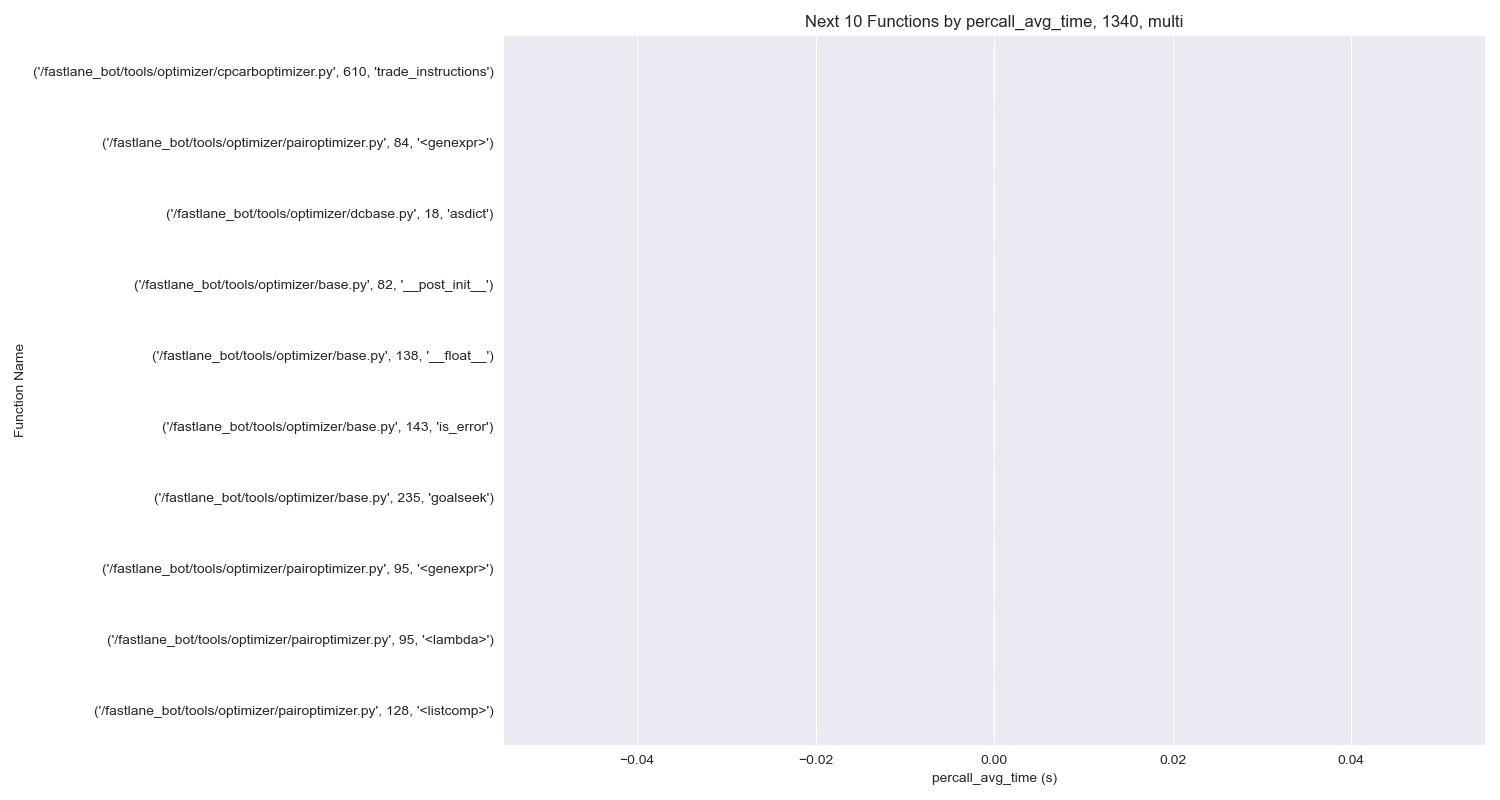 Next 10 Functions by percall_avg_time, 1340, multi
('/fastlane_bot/tools/optimizer/cpcarboptimizer.py', 610, 'trade_instructions')
('/fastlane_bot/tools/optimizer/pairoptimizer.py', 84, '<genexpr>')
('/fastlane_bot/tools/optimizer/dcbase.py', 18, 'asdict')
('/fastlane_bot/tools/optimizer/base.py', 82, '__post_init__')
('/fastlane_bot/tools/optimizer/base.py', 138, '__float__')
('/fastlane_bot/tools/optimizer/base.py', 143, 'is_error')
('/fastlane_bot/tools/optimizer/base.py', 235, 'goalseek')
('/fastlane_bot/tools/optimizer/pairoptimizer.py', 95, '<genexpr>')
('/fastlane_bot/tools/optimizer/pairoptimizer.py', 95, '<lambda>')
('/fastlane_bot/tools/optimizer/pairoptimizer.py', 128, '<listcomp>')
Function Name
−0.04 −0.02 0.00 0.02 0.04
percall_avg_time (s)